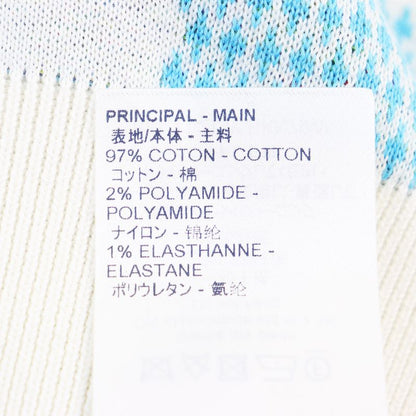 PRINCIPAL - MAIN
表地/本体 - 主料
97% COTON - COTTON
コットン - 棉
2% POLYAMIDE -
POLYAMIDE
ナイロン - 锦纶
1% ELASTHANNE -
ELASTANE
ポリウレタン - 氨纶